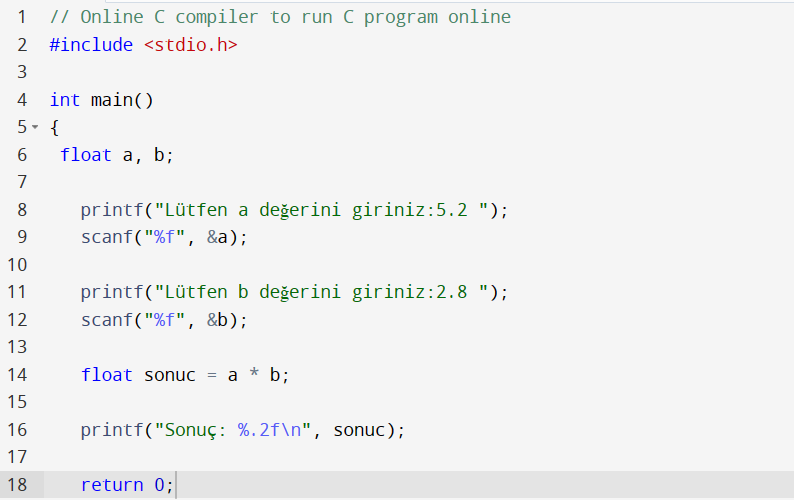 1 // Online C compiler to run C program online
2 #include <stdio.h>
3
4 int main()
5 {
6 float a, b;
7
8 printf("Lütfen a değerini giriniz:5.2 ");
9 scanf("%f", &a);
10
11 printf("Lütfen b değerini giriniz:2.8 ");
12 scanf("%f", &b);
13
14 float sonuc = a * b;
15
16 printf("Sonuç: %.2f\n", sonuc);
17
18 return 0;